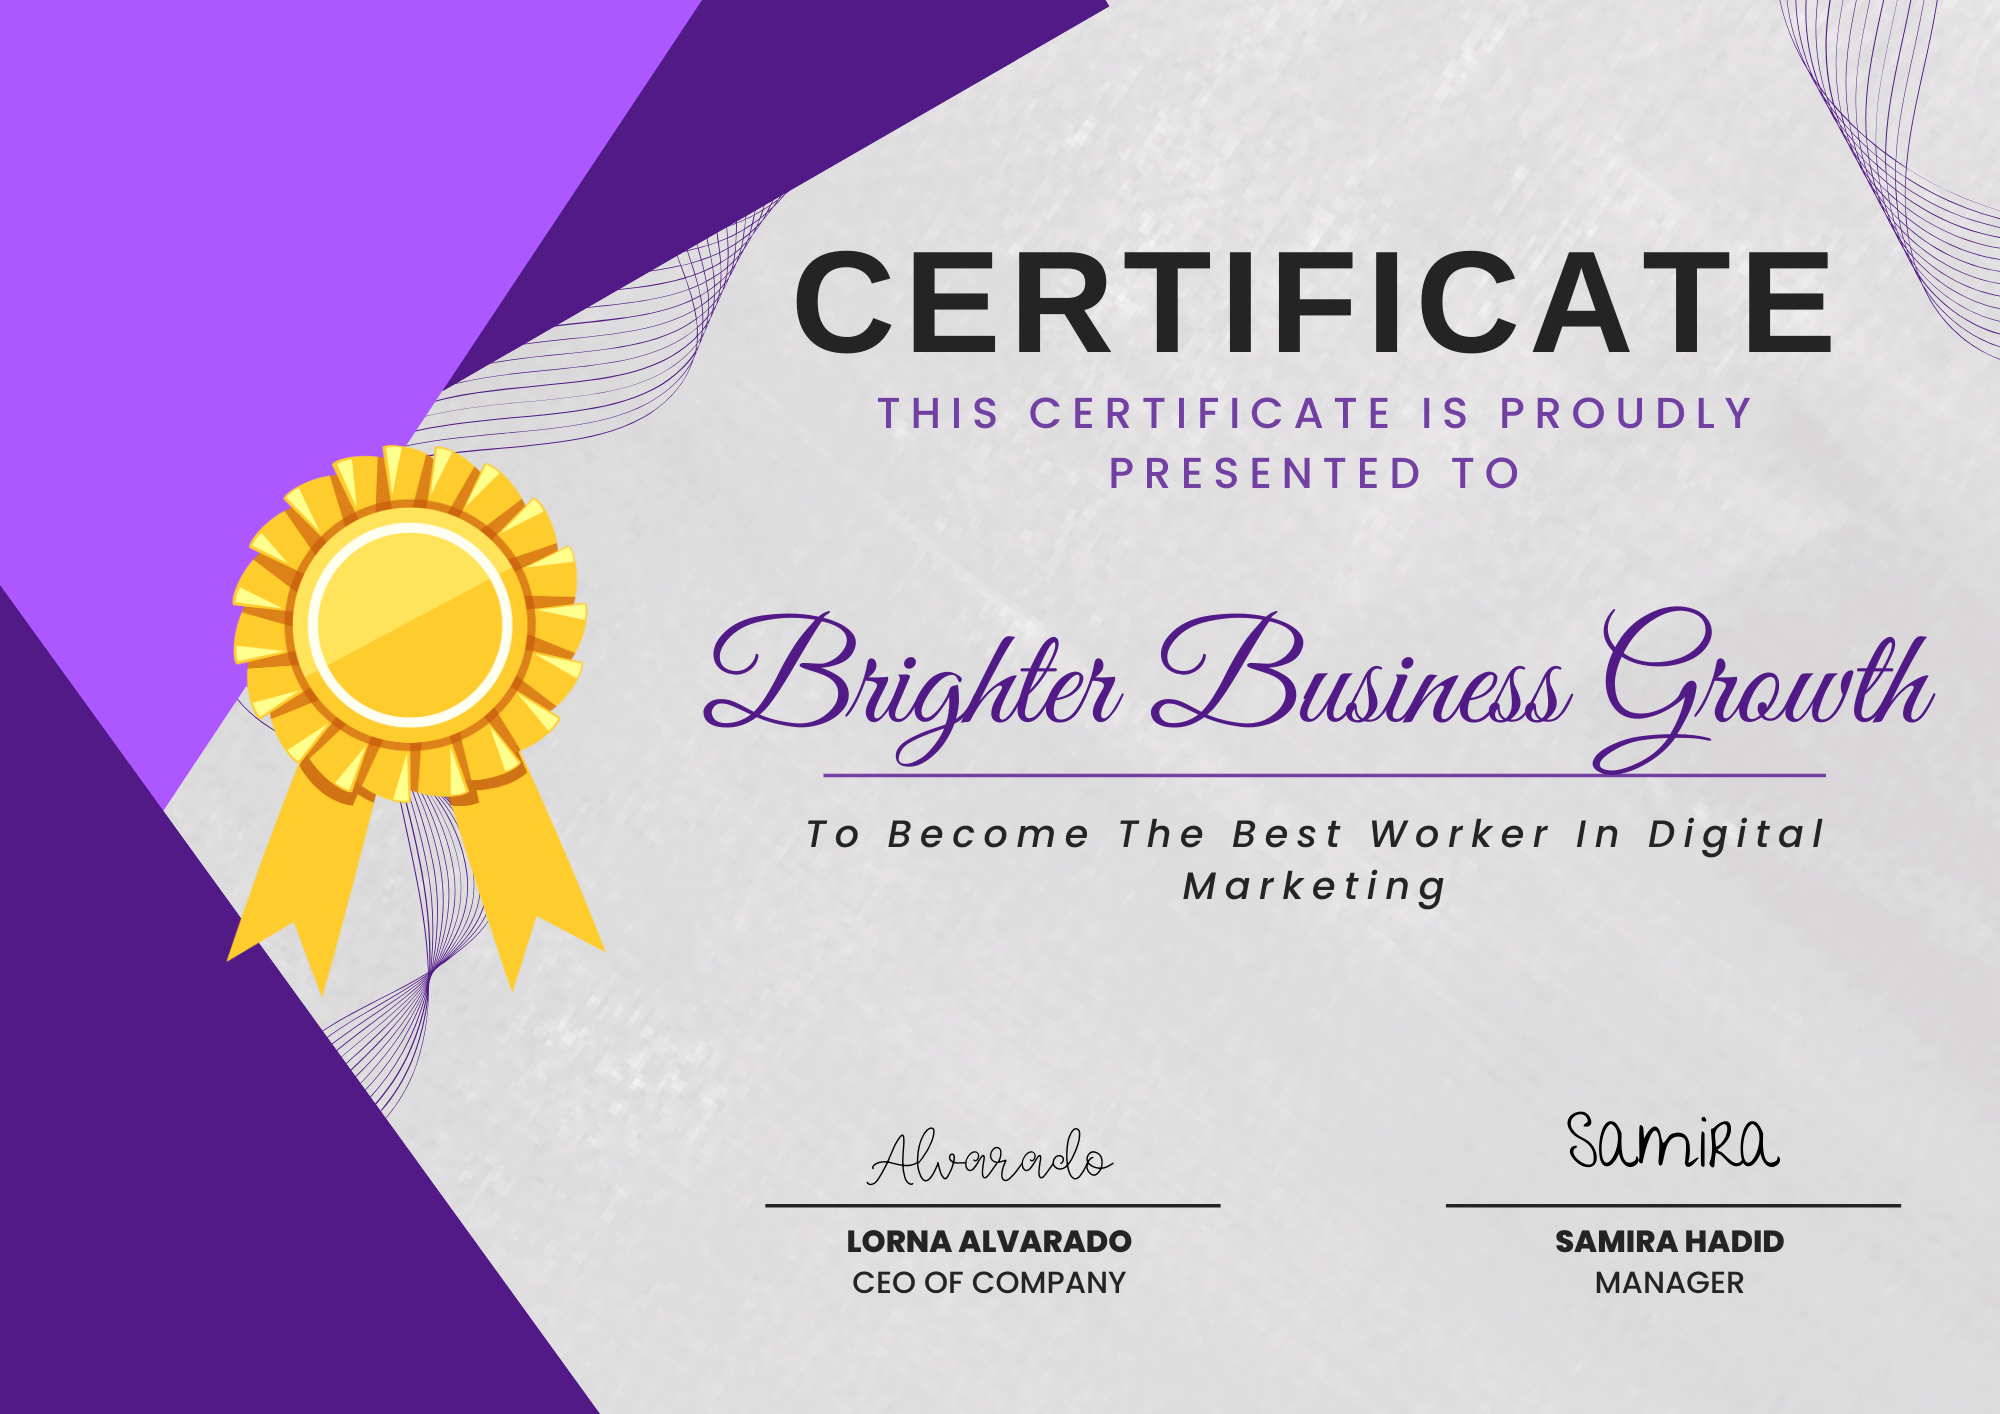 CERTIFICATE
THIS CERTIFICATE IS PROUDLY
PRESENTED TO
Brighter Business Growth
To Become The Best Worker In Digital
Marketing
Alvarado
Samira
LORNA ALVARADO
CEO OF COMPANY
SAMIRA HADID
MANAGER